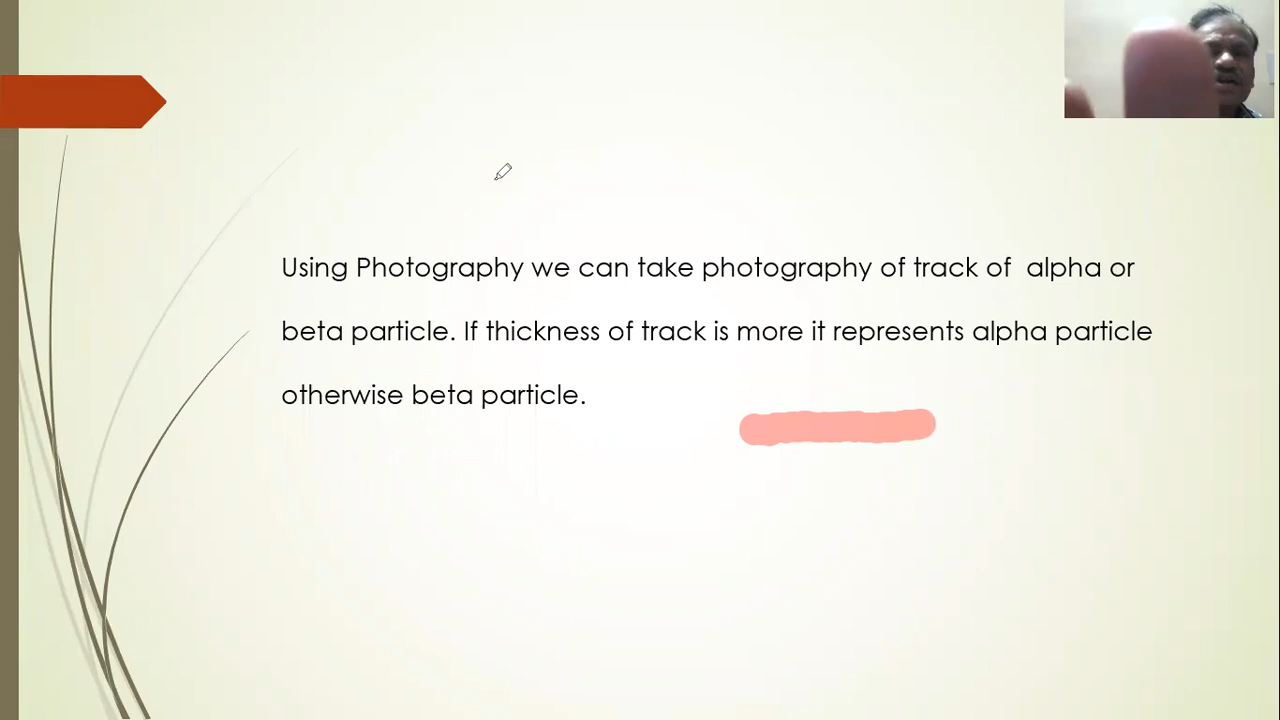 Using Photography we can take photography of track of  alpha or
beta particle. If thickness of track is more it represents alpha particle
otherwise beta particle.